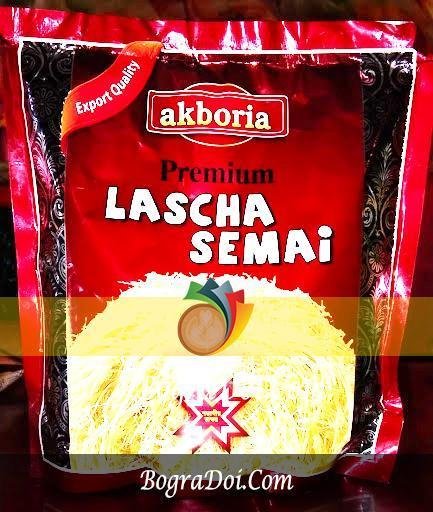 Export Quality
akboria
Premium
LASCHA
SEMAi
BograDoi.Com